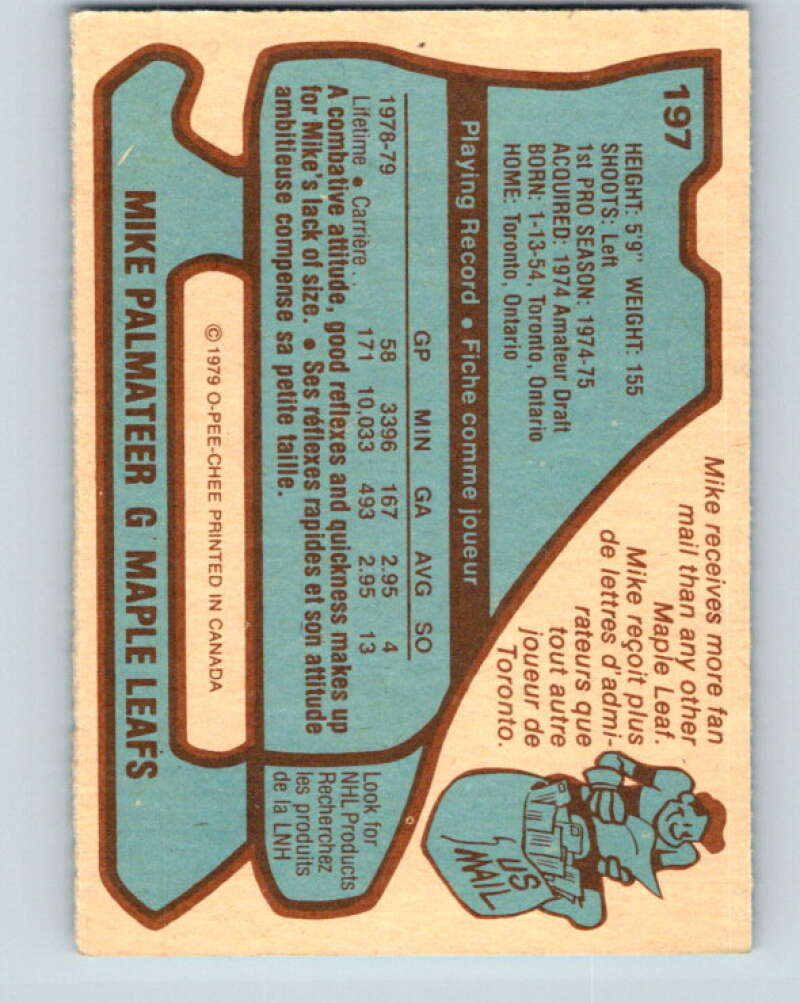 197
HEIGHT: 5'9" WEIGHT: 155
SHOOTS: Left
1st PRO SEASON: 1974-75
ACQUIRED: 1974 Amateur Draft
BORN: 1-13-54, Toronto, Ontario
HOME: Toronto, Ontario
Mike receives more fan
mail than any other
Maple Leaf.
Mike reçoit plus
de lettres d'admi-
rateurs que
tout autre
joueur de
Toronto.
US
MAIL
Playing Record • Fiche comme joueur
GP MIN GA AVG SO
1978-79 58 3396 167 2.95 4
Lifetime • Carrière . . 171 10,033 493 2.95 13
A combative attitude, good reflexes and quickness makes up
for Mike's lack of size. • Ses réflexes rapides et son attitude
ambitieuse compense sa petite taille.
Look for
NHL Products
Recherchez
les produits
de la LNH
© 1979 O-PEE-CHEE PRINTED IN CANADA
MIKE PALMATEER G MAPLE LEAFS